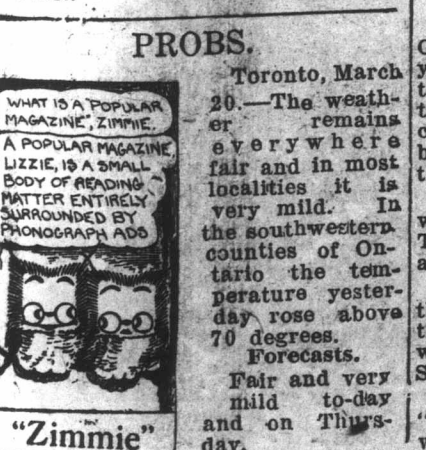 PROBS.
WHAT IS A "POPULAR
MAGAZINE", ZIMMIE.
A POPULAR MAGAZINE
LIZZIE, IS A SMALL
BODY OF READING
MATTER ENTIRELY
SURROUNDED BY
PHONOGRAPH ADS
"Zimmie"
Toronto, March
20.—The weath-
er remains
everywhere
fair and in most
localities it is
very mild. In
the southwestern
counties of On-
tario the tem-
perature yester-
day rose above
70 degrees.
Forecasts.
Fair and very
mild to-day
and on Thurs-
day.